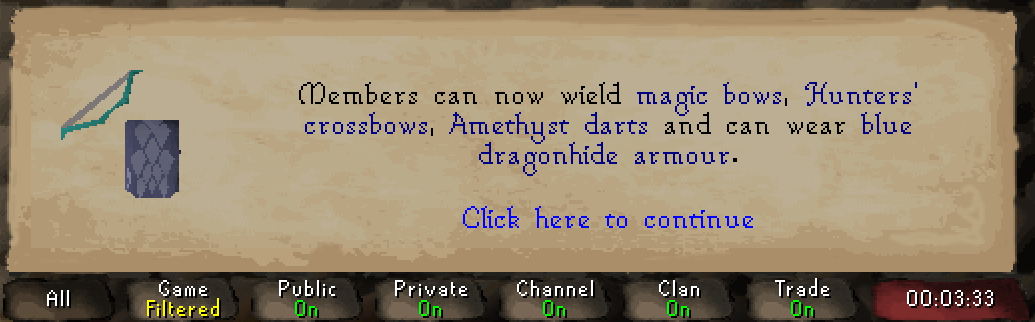 Members can now wield magic bows, Hunters'
crossbows, Amethyst darts and can wear blue
dragonhide armour.
Click here to continue
All
Game
Filtered
Public
On
Private
On
Channel
On
Clan
On
Trade
On
00:03:33